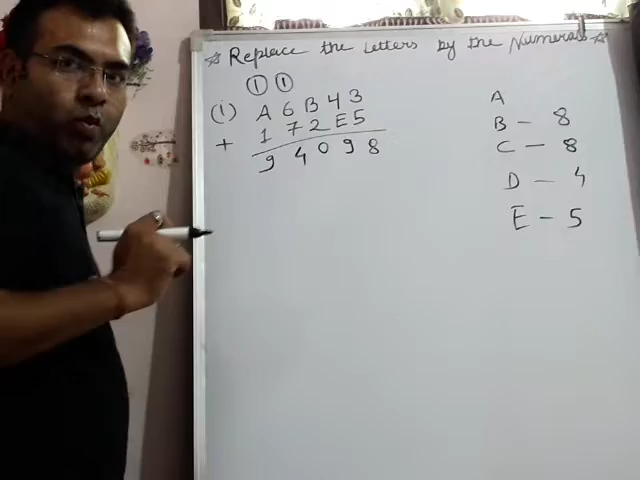 ☆ Replace the Letters by the Numerals ☆
① ①
(1) A 6 B 4 3
+ 1 7 2 E 5
9 4 0 9 8
A
B - 8
C - 8
D - 4
E - 5